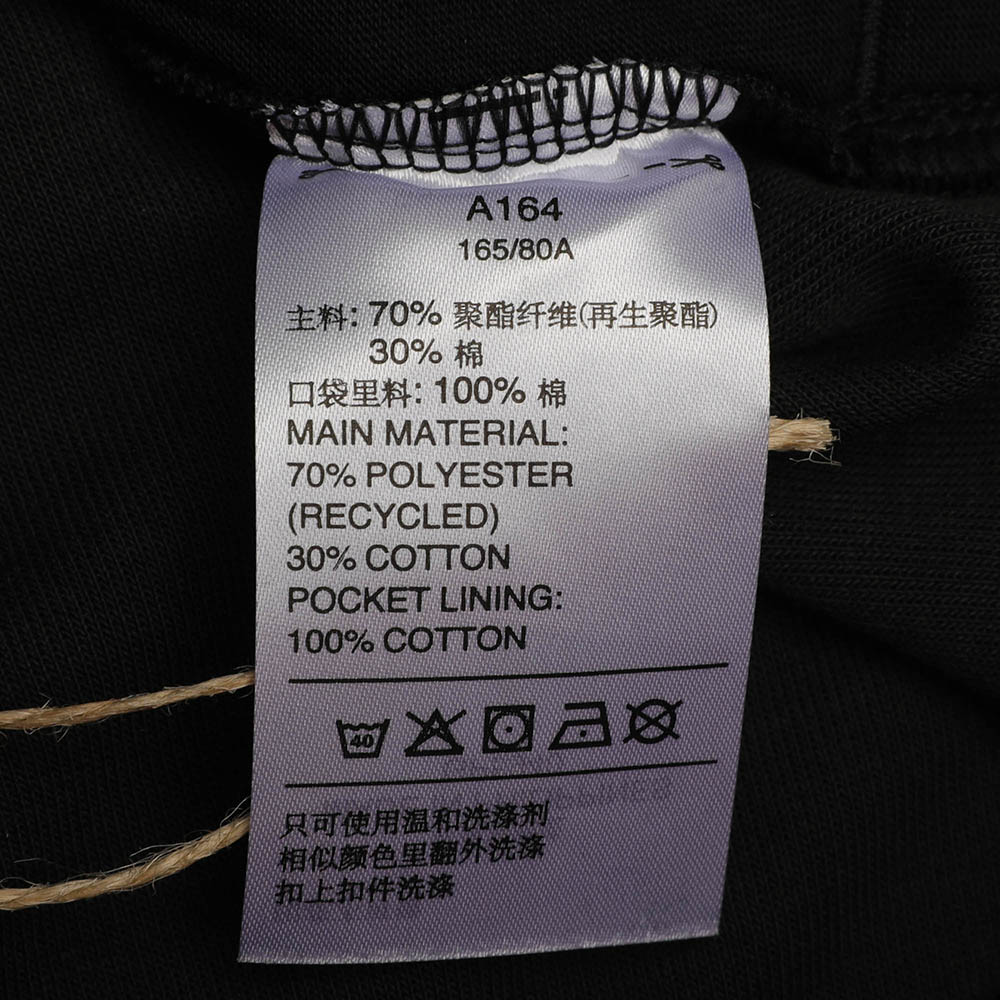 A164
165/80A
主料: 70% 聚酯纤维(再生聚酯)
30% 棉
口袋里料: 100% 棉
MAIN MATERIAL:
70% POLYESTER
(RECYCLED)
30% COTTON
POCKET LINING:
100% COTTON
40
只可使用温和洗涤剂
相似颜色里翻外洗涤
扣上扣件洗涤